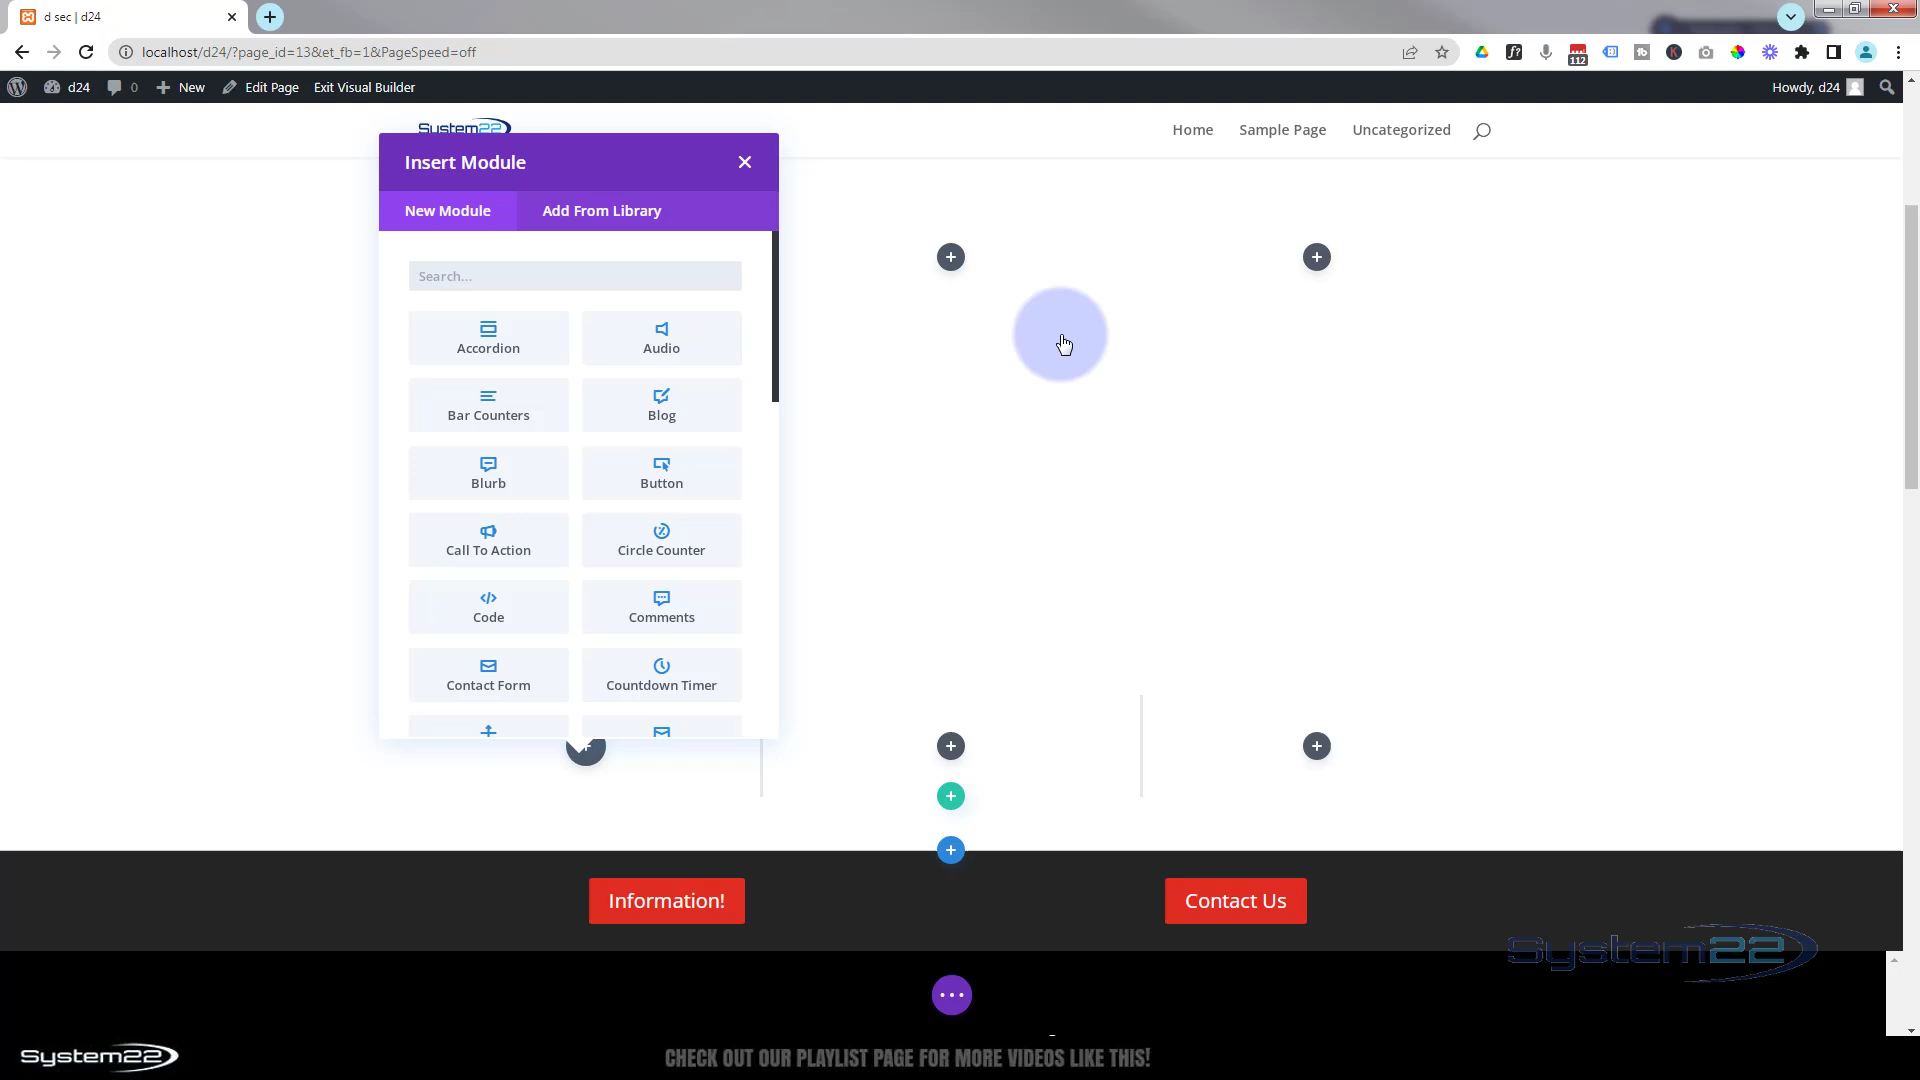 d sec | d24
localhost/d24/?page_id=13&et_fb=1&PageSpeed=off
112
d24
0
New
Edit Page
Exit Visual Builder
Howdy, d24
System22
Home
Sample Page
Uncategorized
Insert Module
New Module
Add From Library
Search...
Accordion
Audio
Bar Counters
Blog
Blurb
Button
Call To Action
Circle Counter
Code
Comments
Contact Form
Countdown Timer
Information!
Contact Us
System22
System22
CHECK OUT OUR PLAYLIST PAGE FOR MORE VIDEOS LIKE THIS!